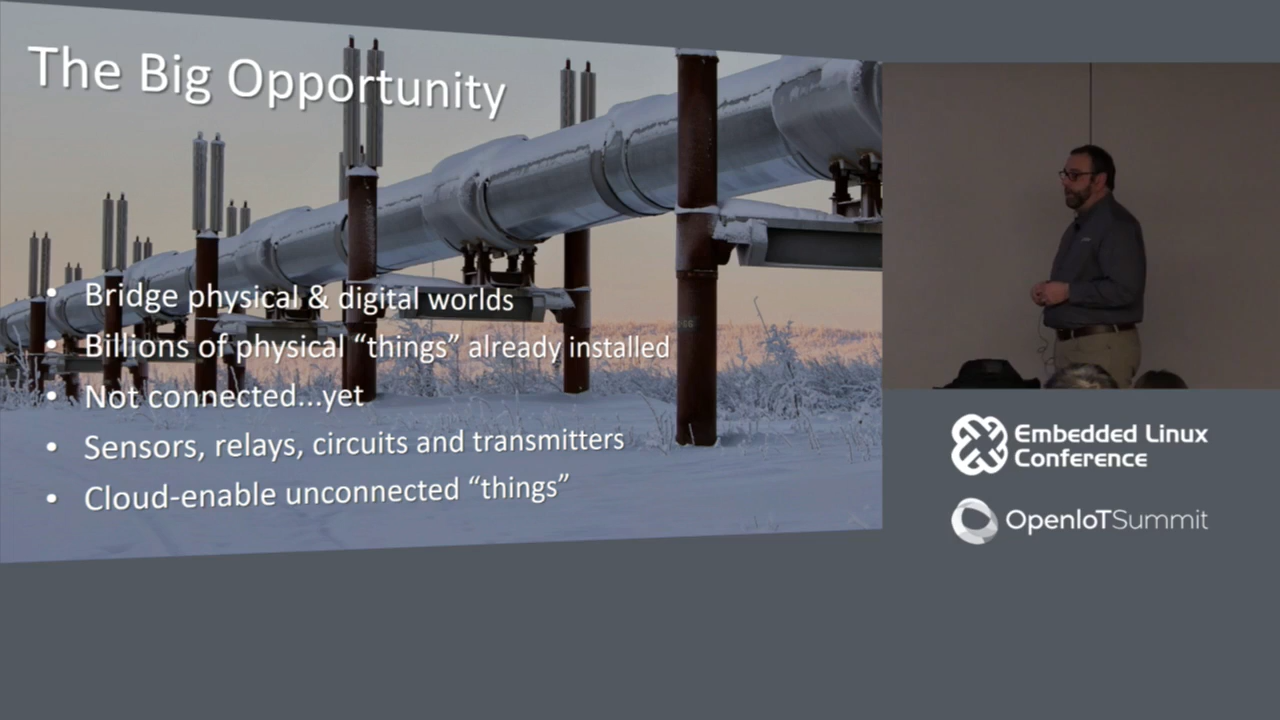 The Big Opportunity
• Bridge physical & digital worlds
• Billions of physical “things” already installed
• Not connected...yet
• Sensors, relays, circuits and transmitters
• Cloud-enable unconnected “things”
Embedded Linux
Conference
OpenIoTSummit